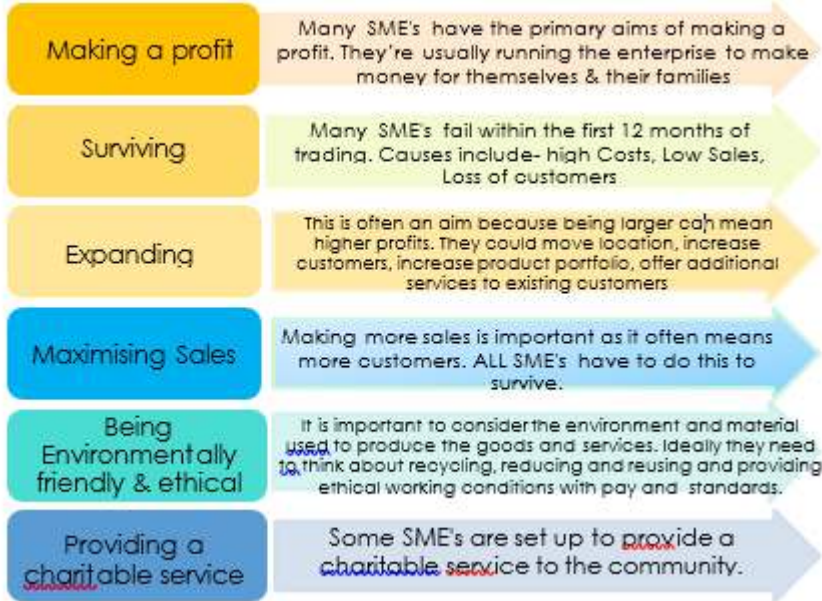 Making a profit
Many SME's have the primary aims of making a
profit. They're usually running the enterprise to make
money for themselves & their families
Surviving
Many SME's fail within the first 12 months of
trading. Causes include- high Costs, Low Sales,
Loss of customers
Expanding
This is often an aim because being larger can mean
higher profits. They could move location, increase
customers, increase product portfolio, offer additional
services to existing customers
Maximising Sales
Making more sales is important as it often means
more customers. ALL SME's have to do this to
survive.
Being
Environmentally
friendly & ethical
It is important to consider the environment and material
used to produce the goods and services. Ideally they need
to think about recycling, reducing and reusing and providing
ethical working conditions with pay and standards.
Providing a
charitable service
Some SME's are set up to provide a
charitable service to the community.